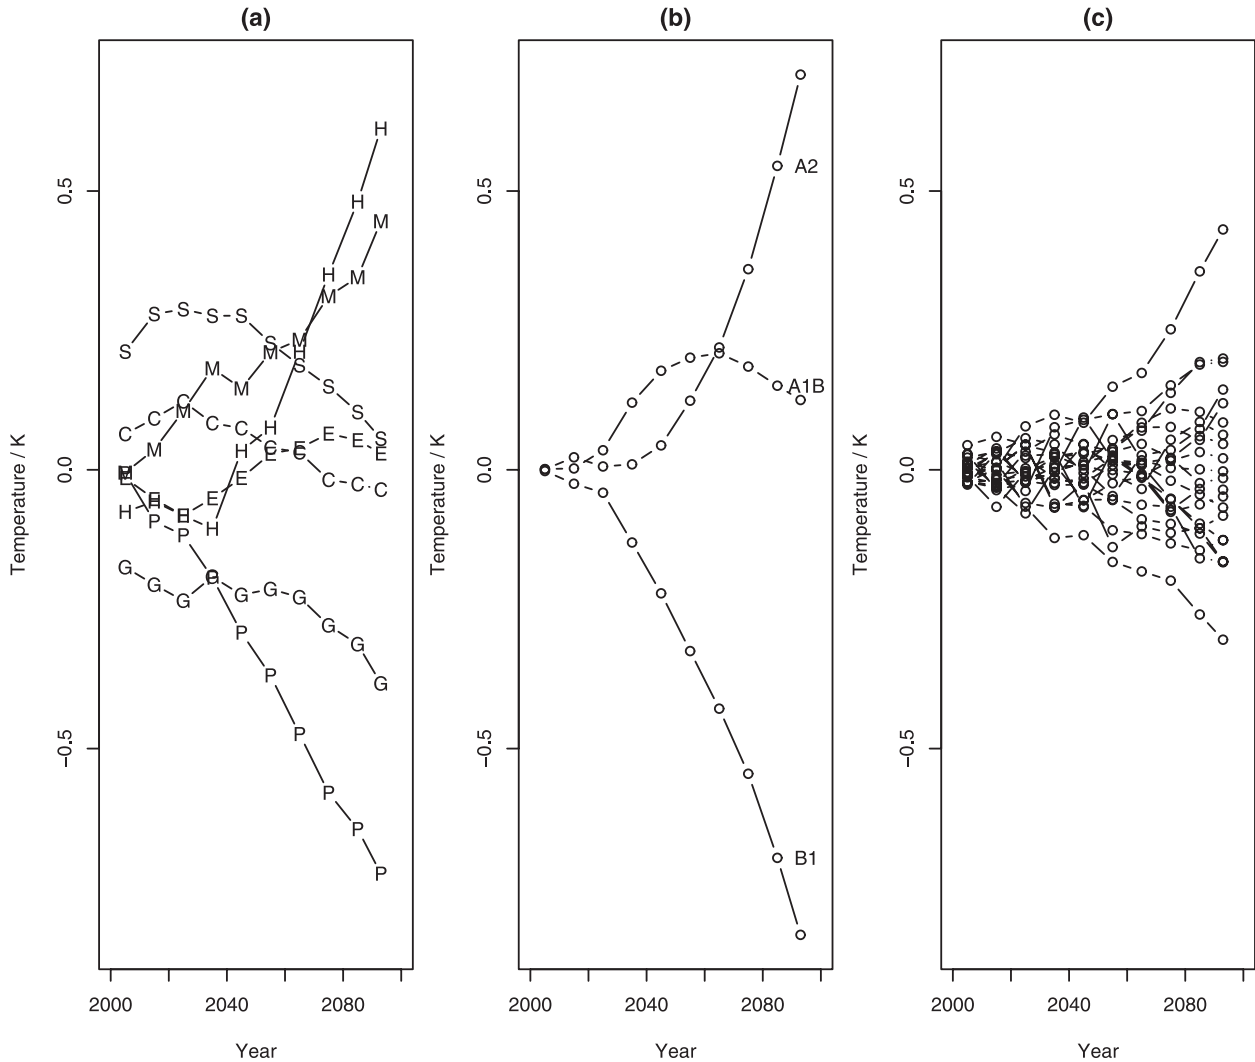 (a)
(b)
(c)
Temperature / K
0.5
0.0
−0.5
2000
2040
2080
Year
S S S S S S S S S S
M M M M M M M M M M
H H H H H H H H H H
C C C C C C C C C C
E E E E E E E E E E
G G G G G G G G G G
P P P P P P P P P P
Temperature / K
0.5
0.0
−0.5
A2
A1B
B1
2000
2040
2080
Year
Temperature / K
0.5
0.0
−0.5
2000
2040
2080
Year